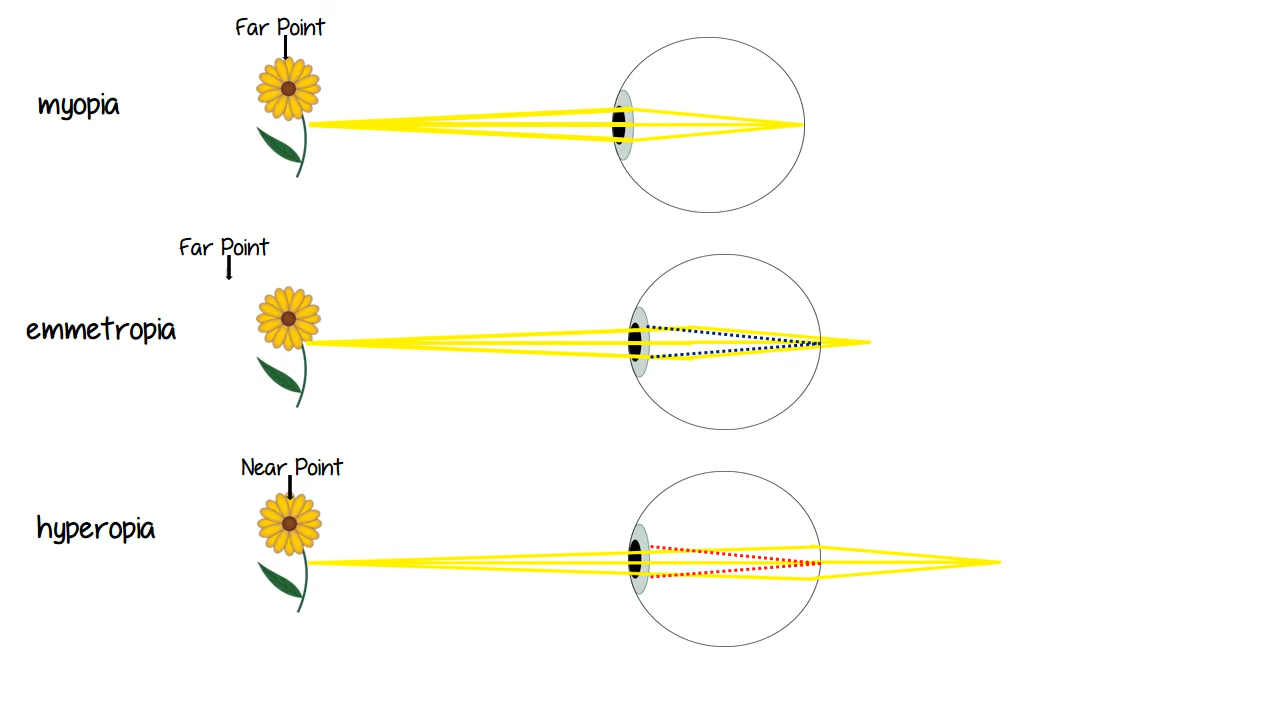 Far Point
myopia
Far Point
emmetropia
Near Point
hyperopia